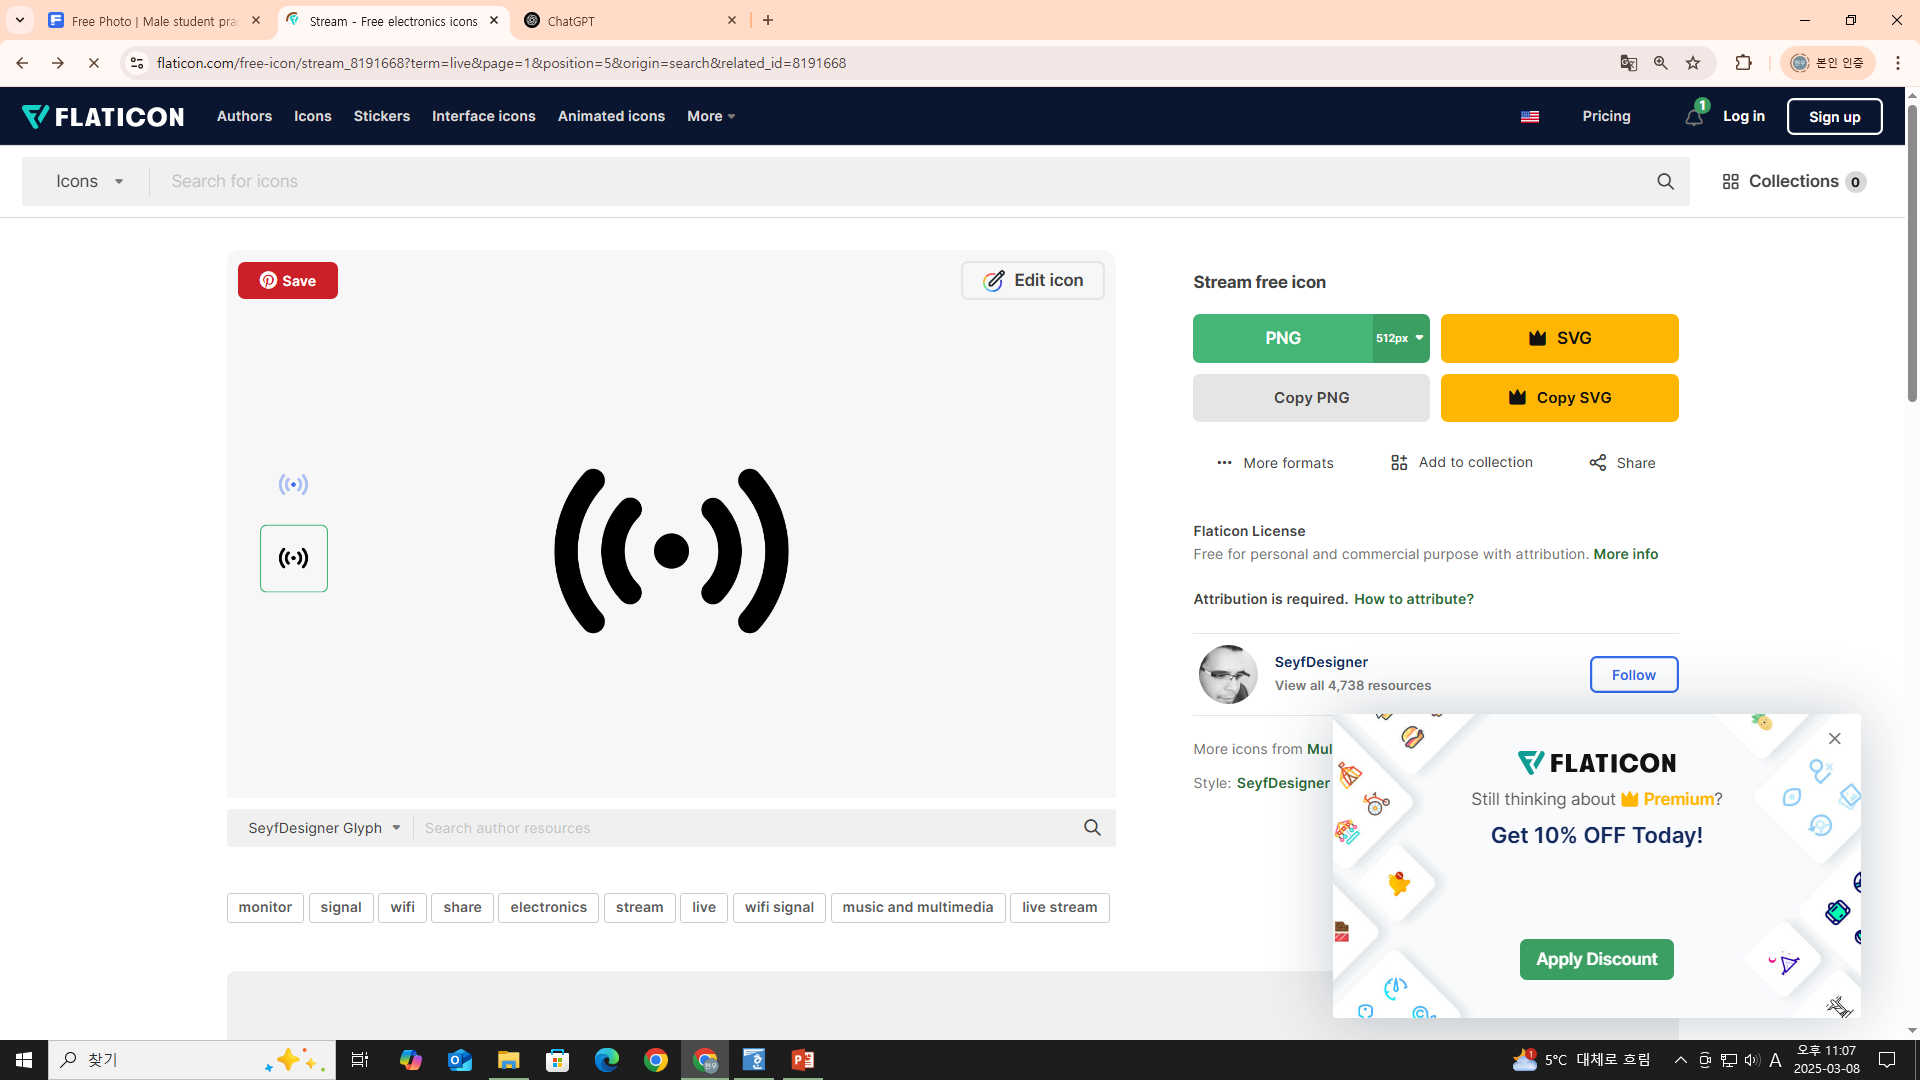 Free Photo | Male student pra
Stream - Free electronics icons
ChatGPT
flaticon.com/free-icon/stream_8191668?term=live&page=1&position=5&origin=search&related_id=8191668
본인 인증
FLATICON
Authors
Icons
Stickers
Interface icons
Animated icons
More
Pricing
1
Log in
Sign up
Icons
Search for icons
Collections 0
Save
Edit icon
Stream free icon
PNG
512px
SVG
Copy PNG
Copy SVG
More formats
Add to collection
Share
Flaticon License
Free for personal and commercial purpose with attribution. More info
Attribution is required. How to attribute?
SeyfDesigner
View all 4,738 resources
Follow
More icons from Mul
Style: SeyfDesigner
FLATICON
Still thinking about Premium?
Get 10% OFF Today!
Apply Discount
SeyfDesigner Glyph
Search author resources
monitor
signal
wifi
share
electronics
stream
live
wifi signal
music and multimedia
live stream
찾기
1
5°C 대체로 흐림
A
오후 11:07
2025-03-08